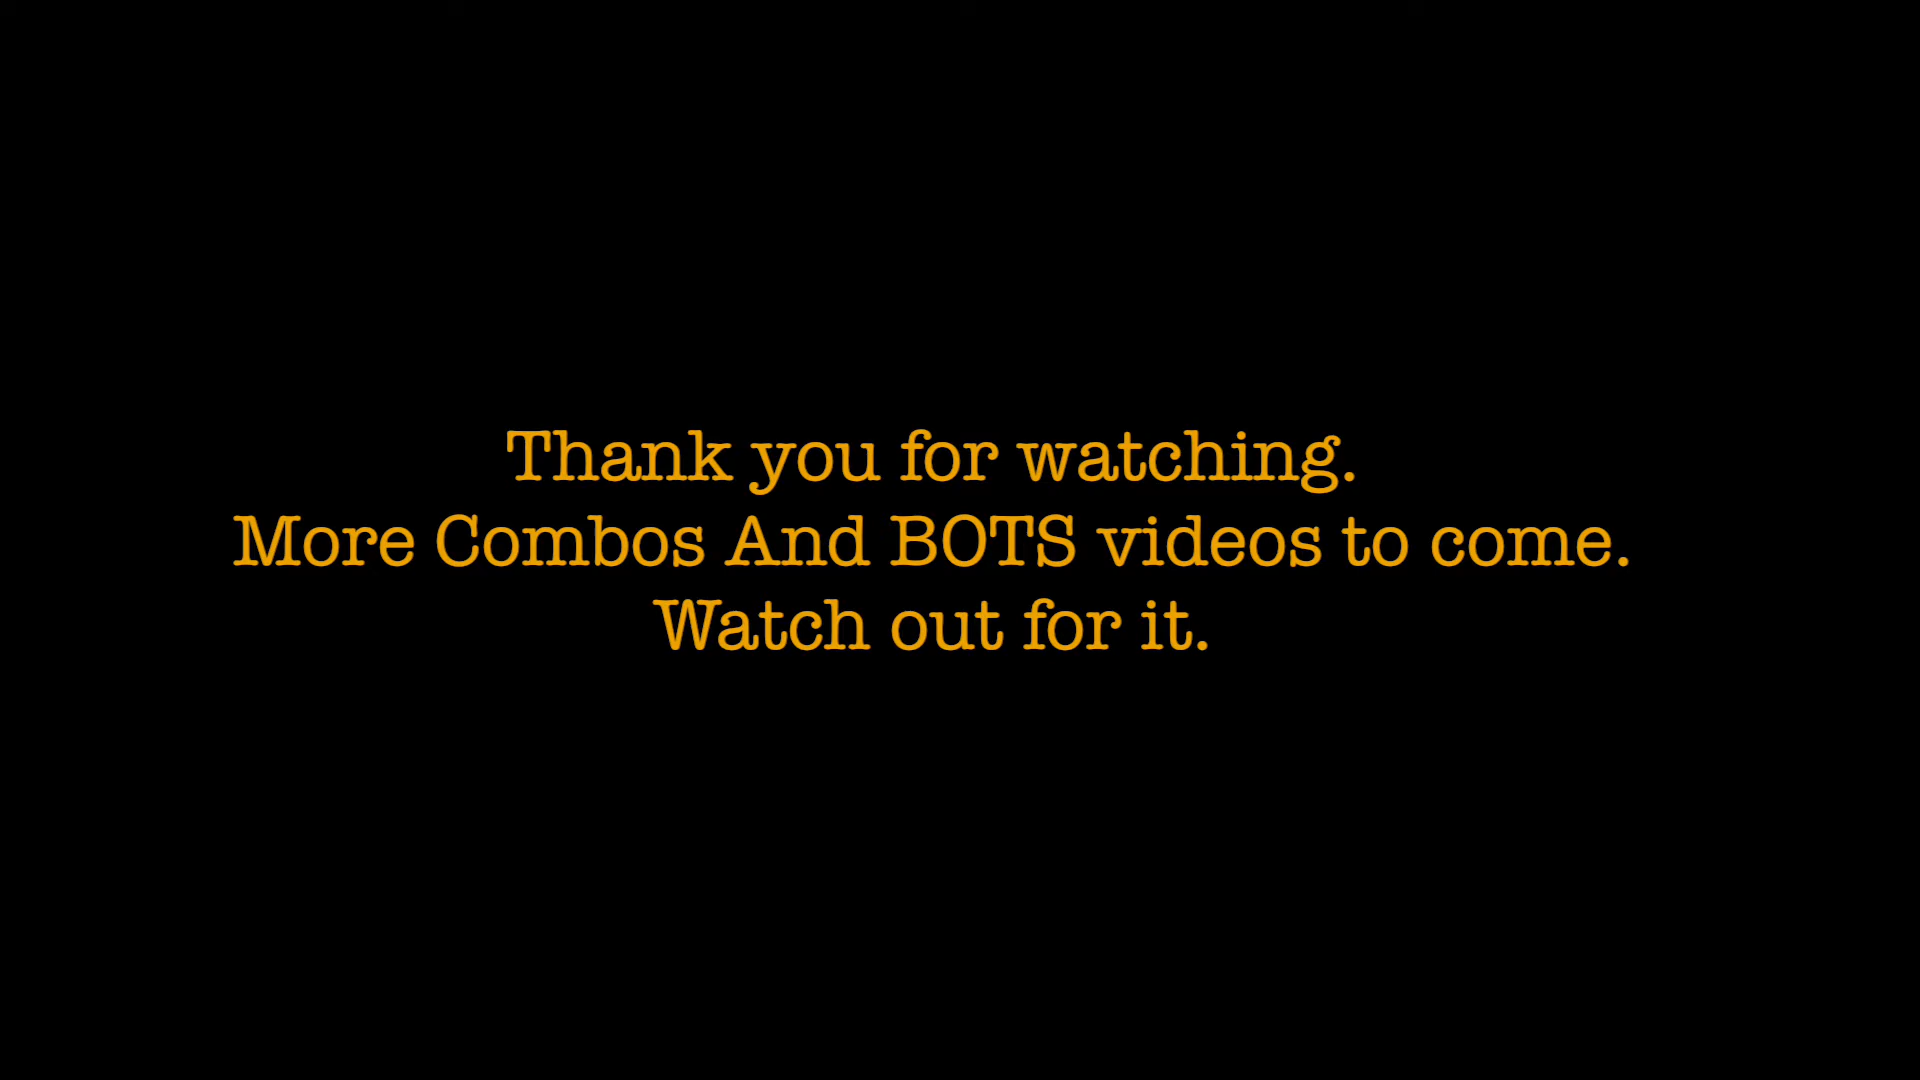 Thank you for watching.
More Combos And BOTS videos to come.
Watch out for it.